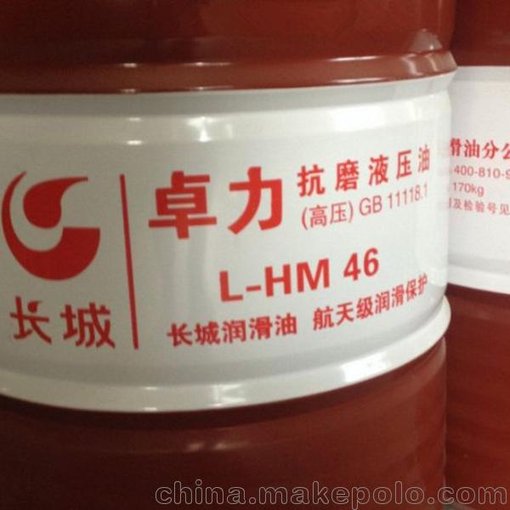 长城
卓力
抗磨液压油
(高压) GB 11118.1
L-HM 46
长城润滑油 航天级润滑保护
滑油分公
-400-810-9
170kg
及检验号见
china.makepolo.com